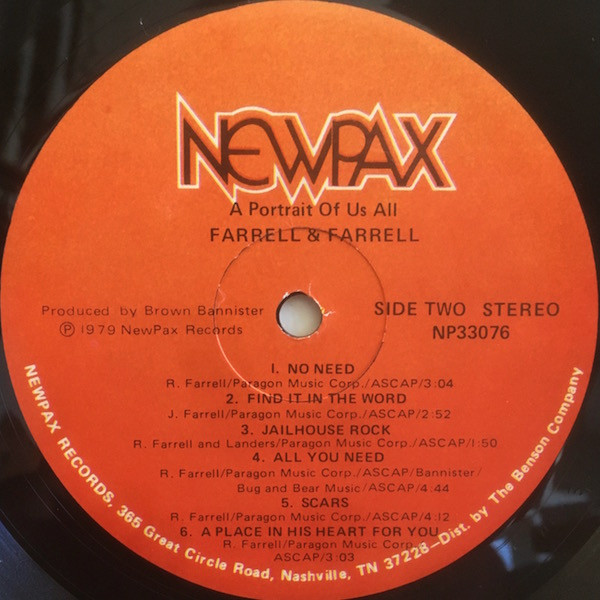 NEWPAX
A Portrait Of Us All
FARRELL & FARRELL
Produced by Brown Bannister
Ⓟ 1979 NewPax Records
SIDE TWO STEREO
NP33076
1. NO NEED
R. Farrell/Paragon Music Corp./ASCAP/3:04
2. FIND IT IN THE WORD
J. Farrell/Paragon Music Corp./ASCAP/2:52
3. JAILHOUSE ROCK
R. Farrell and Landers/Paragon Music Corp./ASCAP/1:50
4. ALL YOU NEED
R. Farrell/Paragon Music Corp./ASCAP/Bannister/
Bug and Bear Music/ASCAP/4:44
5. SCARS
R. Farrell/Paragon Music Corp./ASCAP/4:12
6. A PLACE IN HIS HEART FOR YOU
R. Farrell/Paragon Music Corp./
ASCAP/3:03
NEWPAX RECORDS, 365 Great Circle Road, Nashville, TN 37228—Dist. by The Benson Company